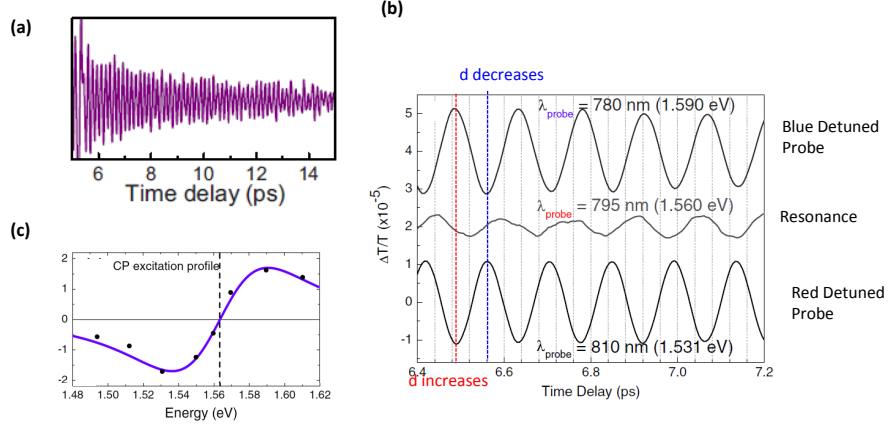 (a)
6 8 10 12 14
Time delay (ps)
(b)
d decreases
λprobe = 780 nm (1.590 eV)
Blue Detuned
Probe
λprobe = 795 nm (1.560 eV)
Resonance
Red Detuned
Probe
λprobe = 810 nm (1.531 eV)
d increases
ΔT/T (x10-5)
5
4
3
2
1
0
-1
6.4 6.6 6.8 7.0 7.2
Time Delay (ps)
(c)
CP excitation profile
2
1
0
-1
-2
1.48 1.50 1.52 1.54 1.56 1.58 1.60 1.62
Energy (eV)